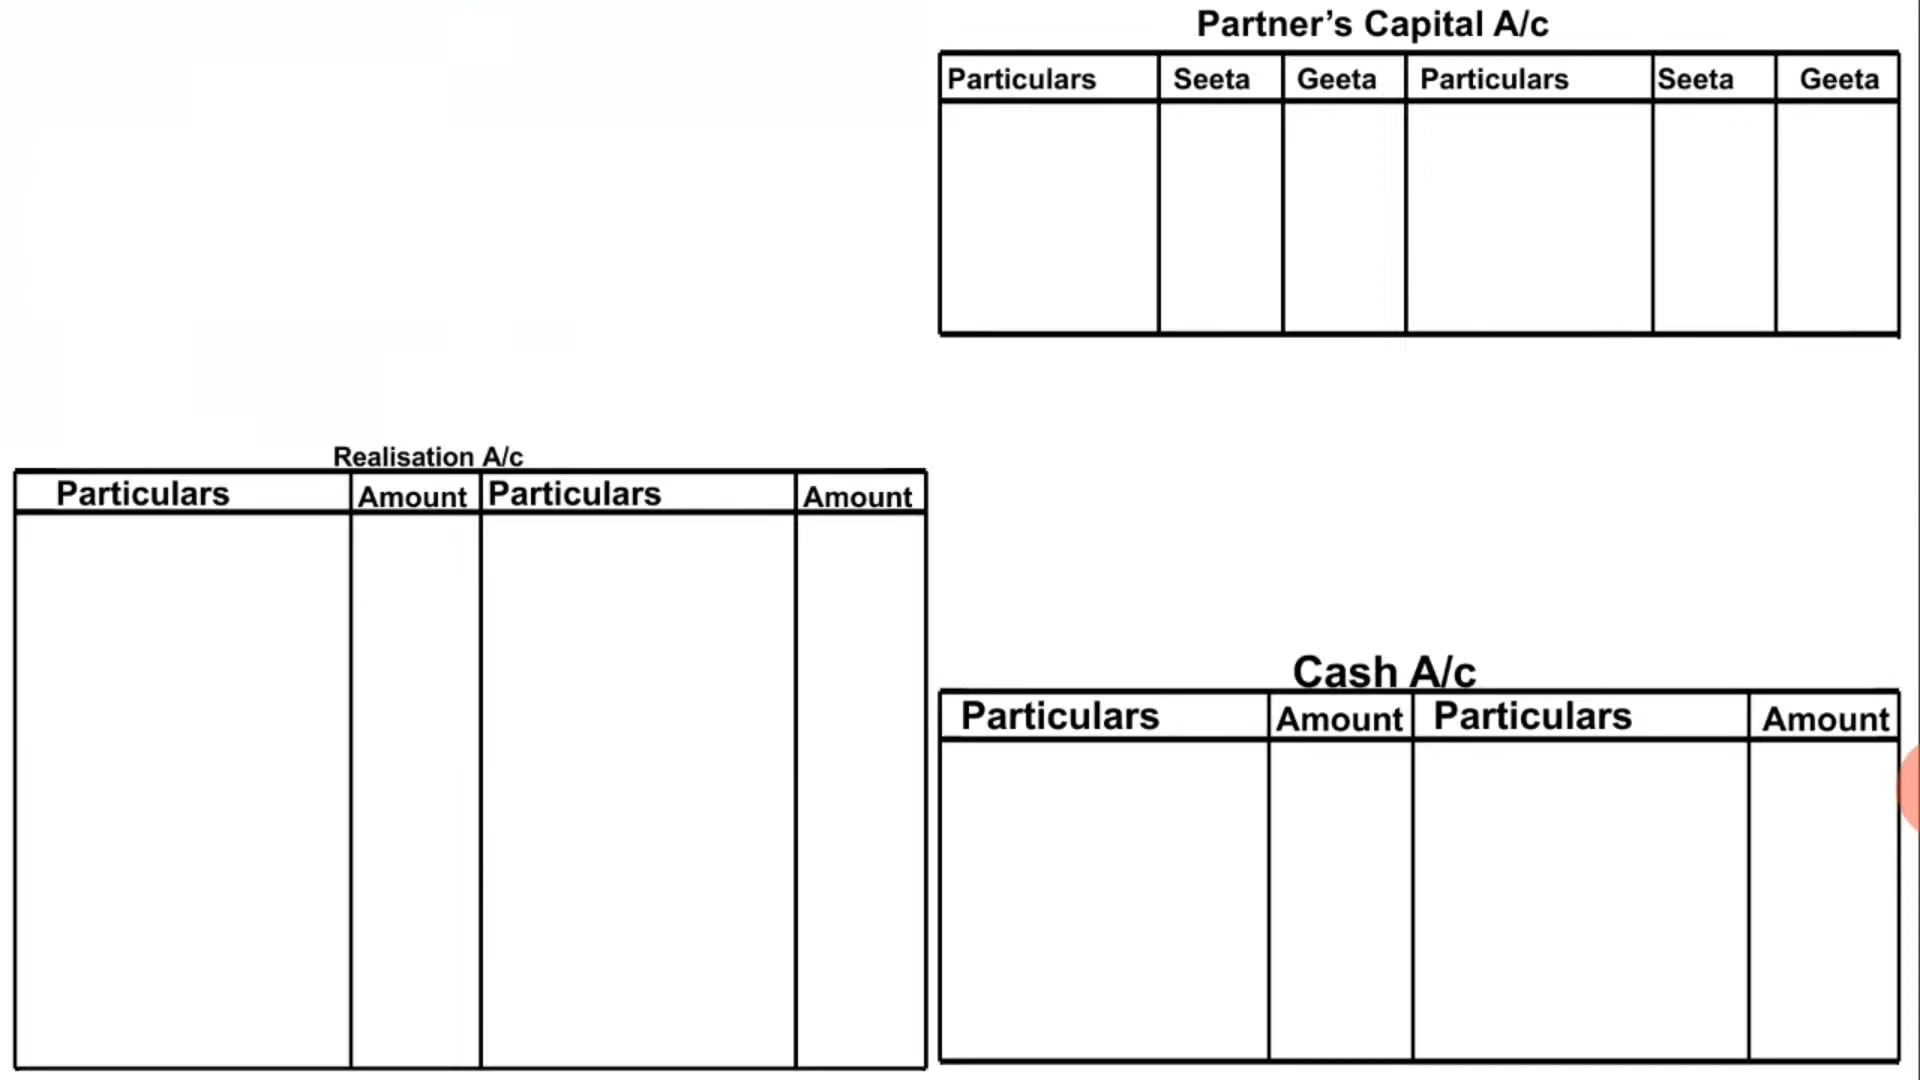 Partner’s Capital A/c
Particulars Seeta Geeta Particulars Seeta Geeta
Realisation A/c
Particulars Amount Particulars Amount
Cash A/c
Particulars Amount Particulars Amount